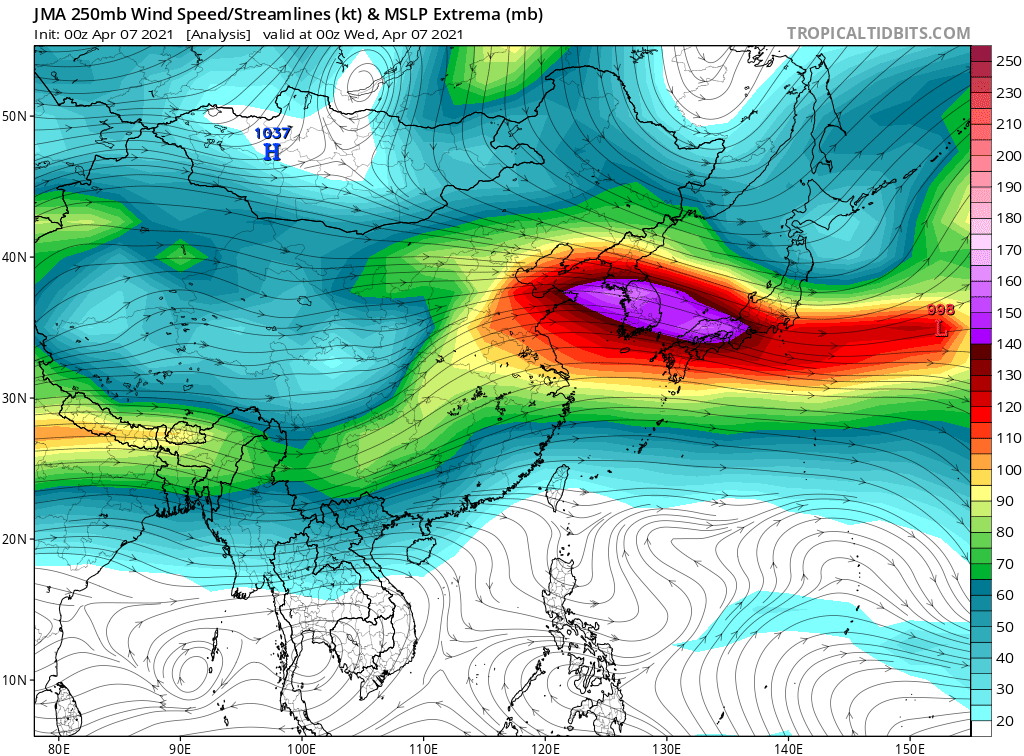 JMA 250mb Wind Speed/Streamlines (kt) & MSLP Extrema (mb)
Init: 00z Apr 07 2021 [Analysis] valid at 00z Wed, Apr 07 2021
TROPICALTIDBITS.COM
250
230
220
210
200
190
180
170
160
150
140
130
120
110
100
90
80
70
60
50
40
30
20
50N
40N
30N
20N
10N
1037
H
998
L
80E
90E
100E
110E
120E
130E
140E
150E